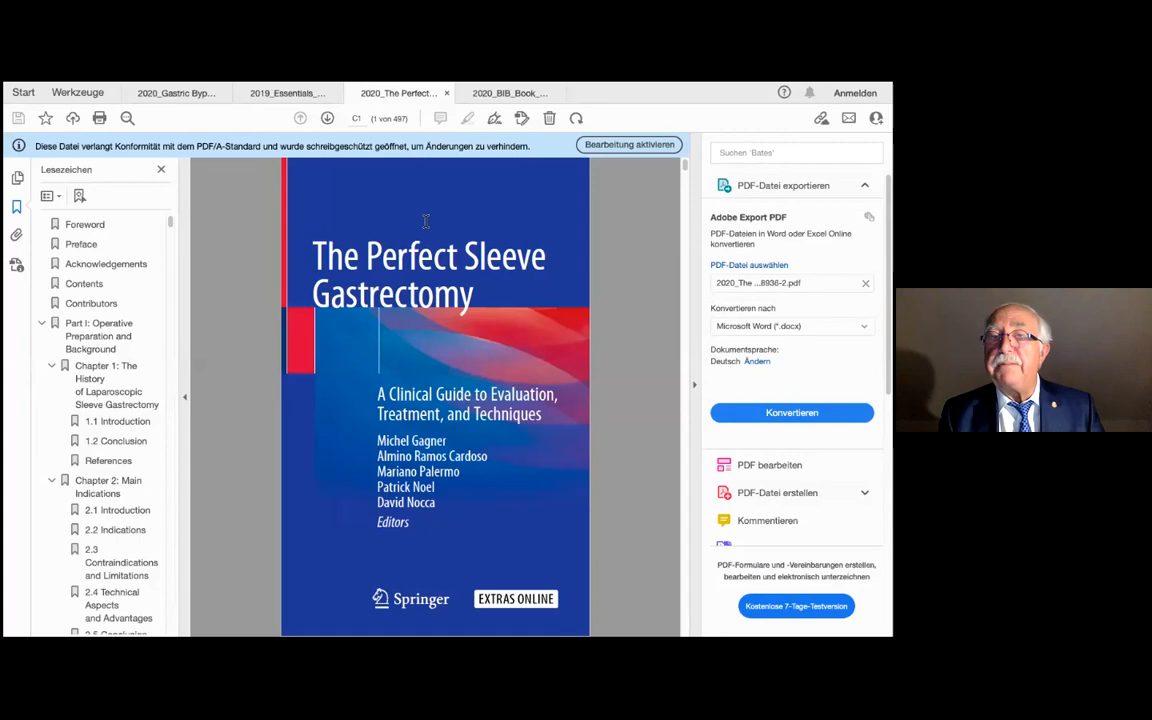 Start
Werkzeuge
2020_Gastric Byp...
2019_Essentials_...
2020_The Perfect...
2020_BIB_Book_...
Anmelden
C1
(1 von 497)
Diese Datei verlangt Konformität mit dem PDF/A-Standard und wurde schreibgeschützt geöffnet, um Änderungen zu verhindern.
Bearbeitung aktivieren
Lesezeichen
Foreword
Preface
Acknowledgements
Contents
Contributors
Part I: Operative
Preparation and
Background
Chapter 1: The
History
of Laparoscopic
Sleeve Gastrectomy
1.1 Introduction
1.2 Conclusion
References
Chapter 2: Main
Indications
2.1 Introduction
2.2 Indications
2.3
Contraindications
and Limitations
2.4 Technical
Aspects
and Advantages
2.5 Conclusion
The Perfect Sleeve
Gastrectomy
A Clinical Guide to Evaluation,
Treatment, and Techniques
Michel Gagner
Almino Ramos Cardoso
Mariano Palermo
Patrick Noel
David Nocca
Editors
Springer
EXTRAS ONLINE
Suchen 'Bates'
PDF-Datei exportieren
Adobe Export PDF
PDF-Dateien in Word oder Excel Online
konvertieren
PDF-Datei auswählen
2020_The ...8936-2.pdf
Konvertieren nach
Microsoft Word (*.docx)
Dokumentsprache:
Deutsch Ändern
Konvertieren
PDF bearbeiten
PDF-Datei erstellen
Kommentieren
PDF-Formulare und -Vereinbarungen erstellen,
bearbeiten und elektronisch unterzeichnen
Kostenlose 7-Tage-Testversion